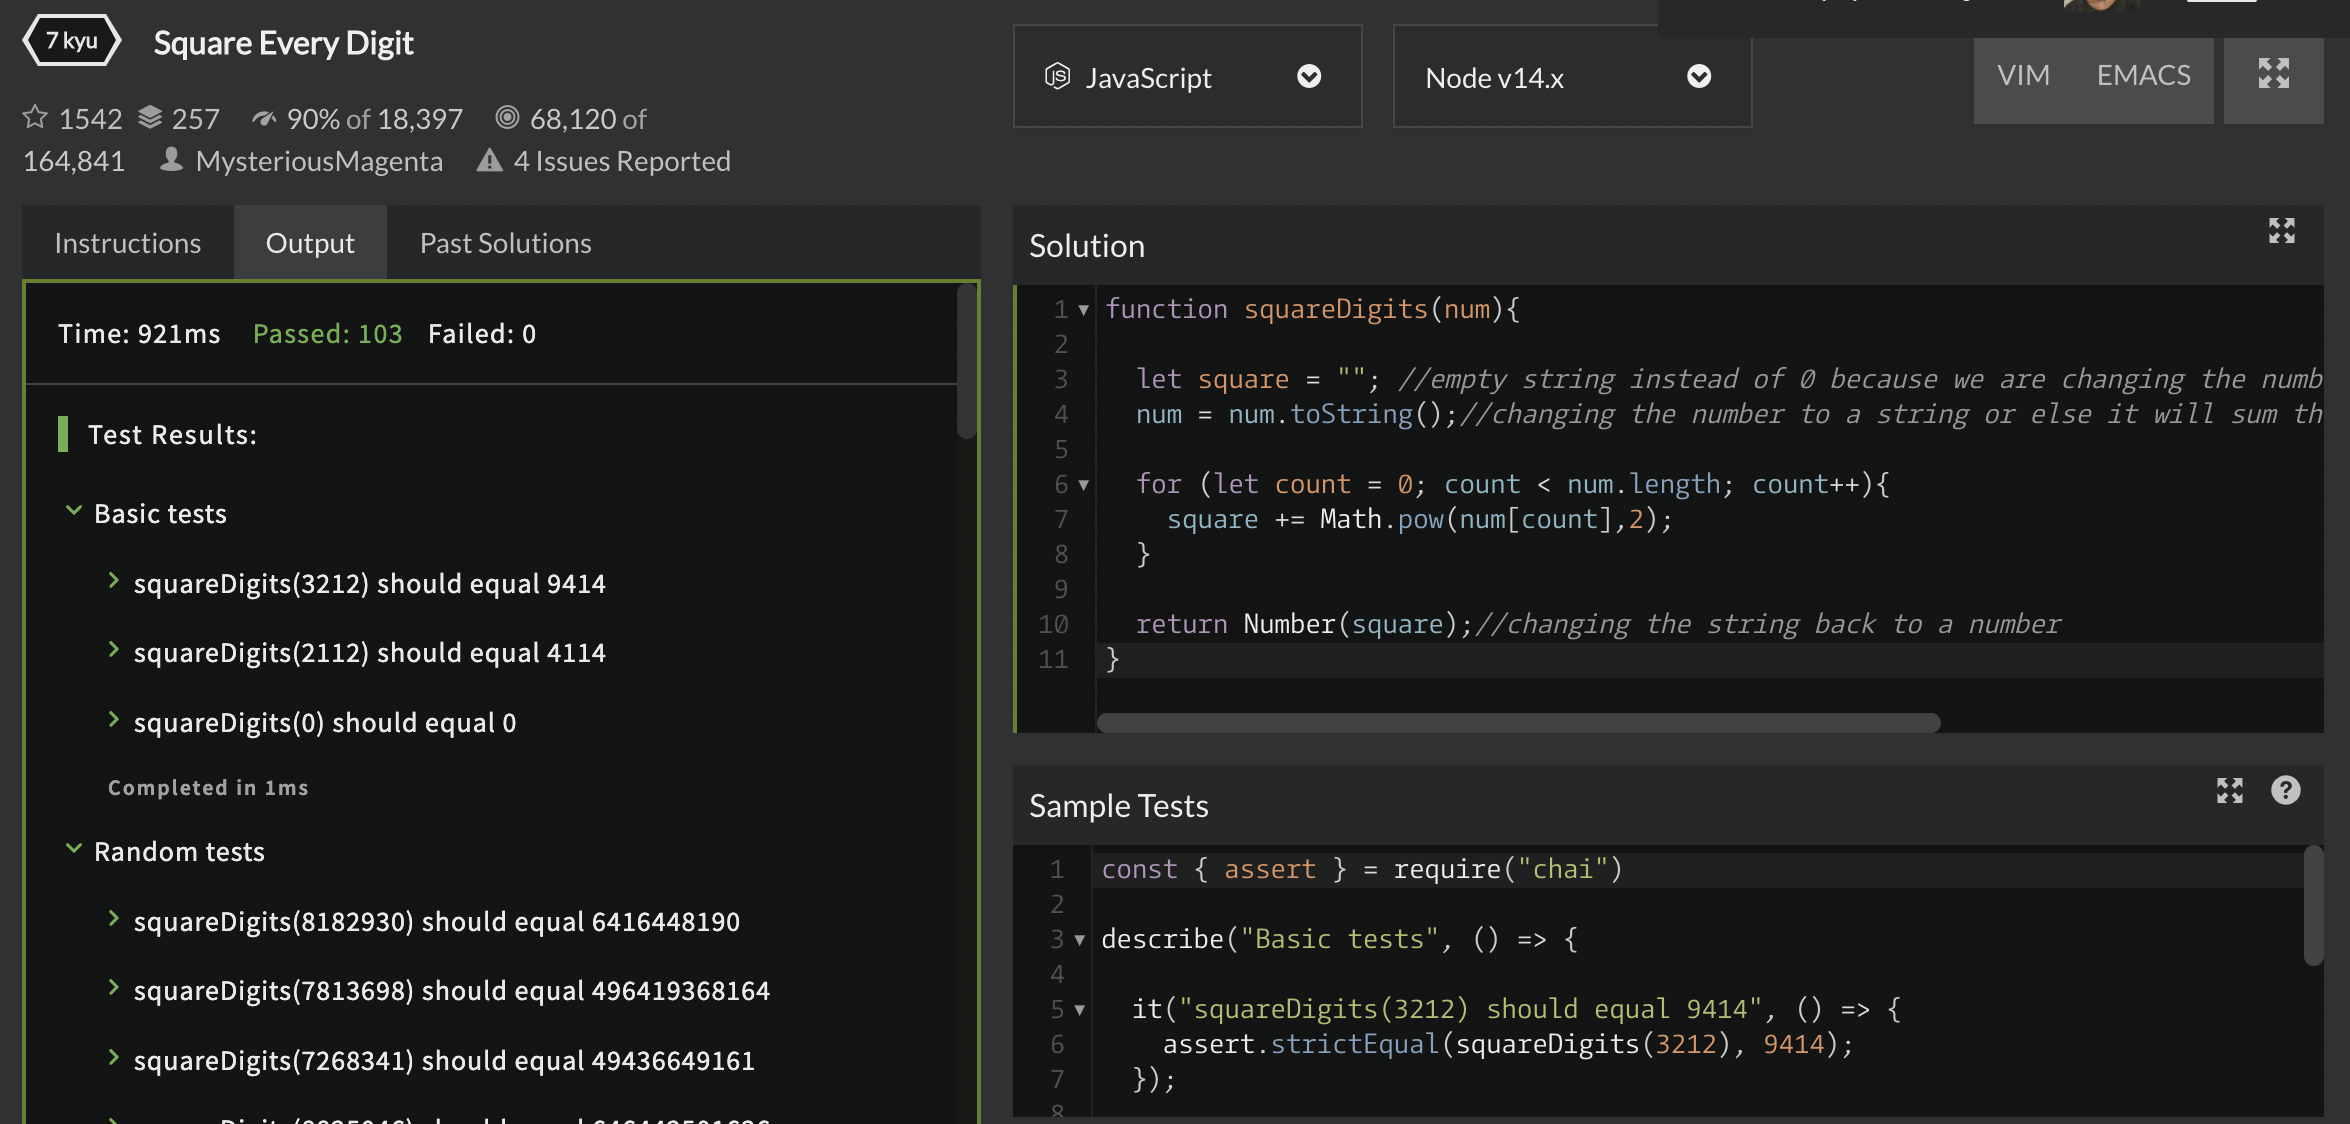 7 kyu
Square Every Digit
1542 257 90% of 18,397 68,120 of
164,841 MysteriousMagenta 4 Issues Reported
JavaScript
Node v14.x
VIM EMACS
Instructions Output Past Solutions
Time: 921ms Passed: 103 Failed: 0
Test Results:
Basic tests
squareDigits(3212) should equal 9414
squareDigits(2112) should equal 4114
squareDigits(0) should equal 0
Completed in 1ms
Random tests
squareDigits(8182930) should equal 6416448190
squareDigits(7813698) should equal 496419368164
squareDigits(7268341) should equal 49436649161
Solution
1 function squareDigits(num){
2
3 let square = ""; //empty string instead of 0 because we are changing the numb
4 num = num.toString();//changing the number to a string or else it will sum th
5
6 for (let count = 0; count < num.length; count++){
7 square += Math.pow(num[count],2);
8 }
9
10 return Number(square);//changing the string back to a number
11 }
Sample Tests
?
1 const { assert } = require("chai")
2
3 describe("Basic tests", () => {
4
5 it("squareDigits(3212) should equal 9414", () => {
6 assert.strictEqual(squareDigits(3212), 9414);
7 });
8